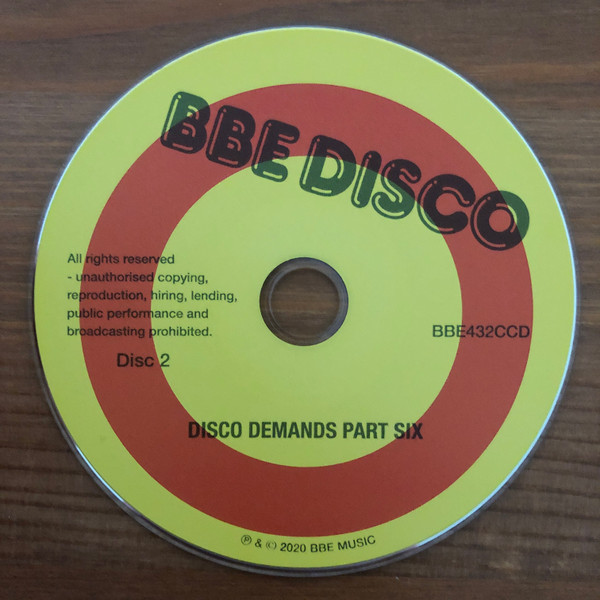 BBE DISCO
All rights reserved
- unauthorised copying,
reproduction, hiring, lending,
public performance and
broadcasting prohibited.
BBE432CCD
Disc 2
DISCO DEMANDS PART SIX
℗ & © 2020 BBE MUSIC